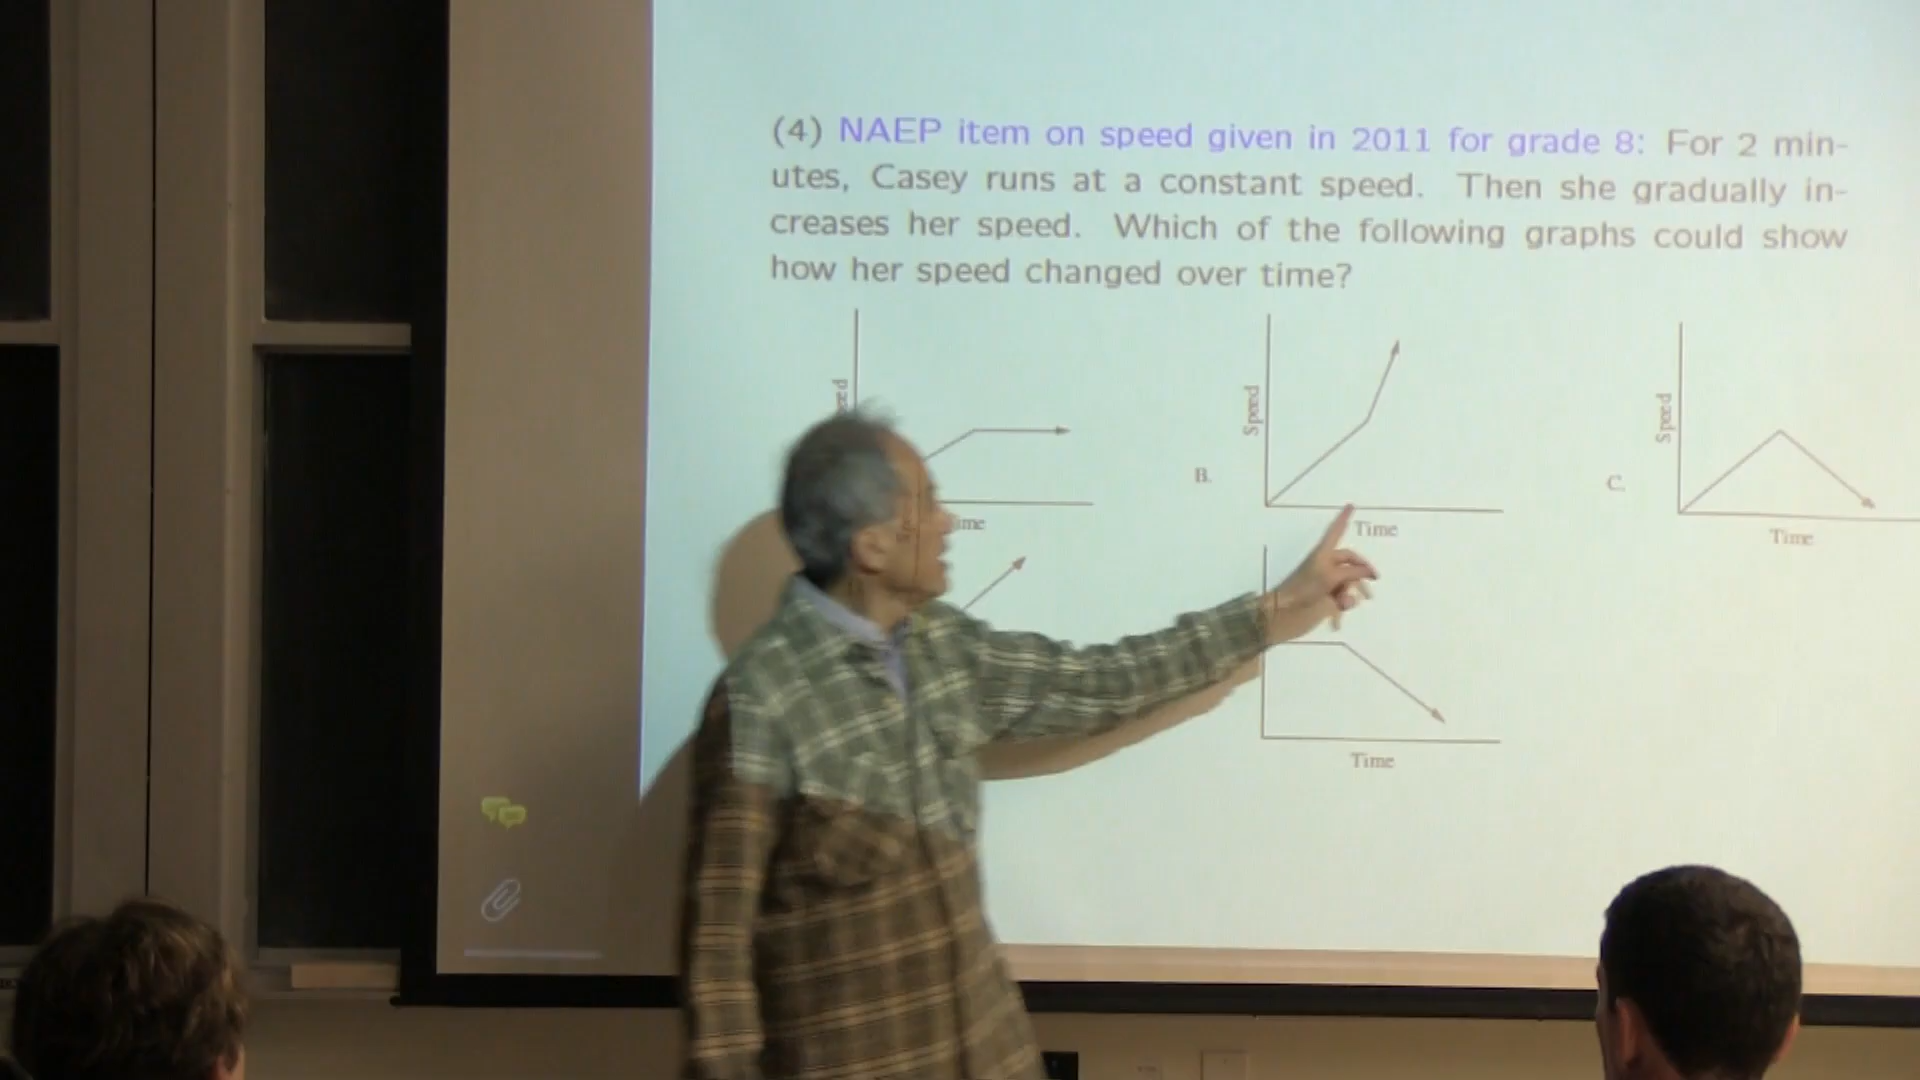 (4) NAEP item on speed given in 2011 for grade 8: For 2 min-
utes, Casey runs at a constant speed. Then she gradually in-
creases her speed. Which of the following graphs could show
how her speed changed over time?
Speed
Speed
B.
C.
Time
Time
Time